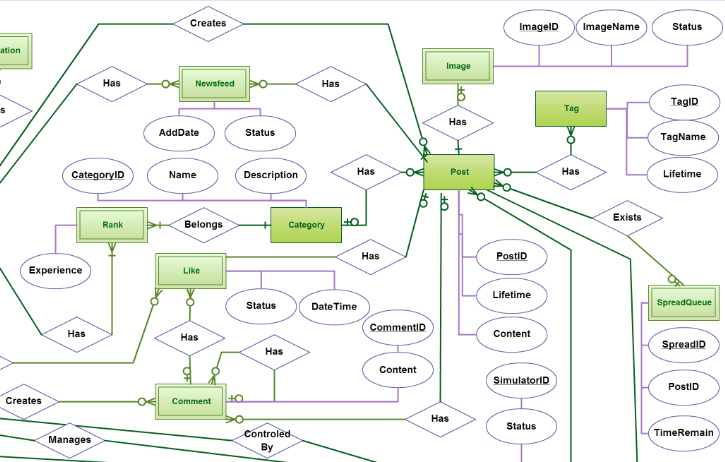 Creates
ImageID
ImageName
Status
ation
Image
Has
Newsfeed
Has
Tag
TagID
s
AddDate
Status
Has
TagName
CategoryID
Name
Description
Has
Post
Has
Lifetime
Rank
Belongs
Category
Exists
Experience
Like
Has
PostID
Status
DateTime
Lifetime
SpreadQueue
Has
Has
Has
CommentID
Content
SpreadID
Content
SimulatorID
PostID
Creates
Comment
Has
Status
TimeRemain
Manages
Controled
By